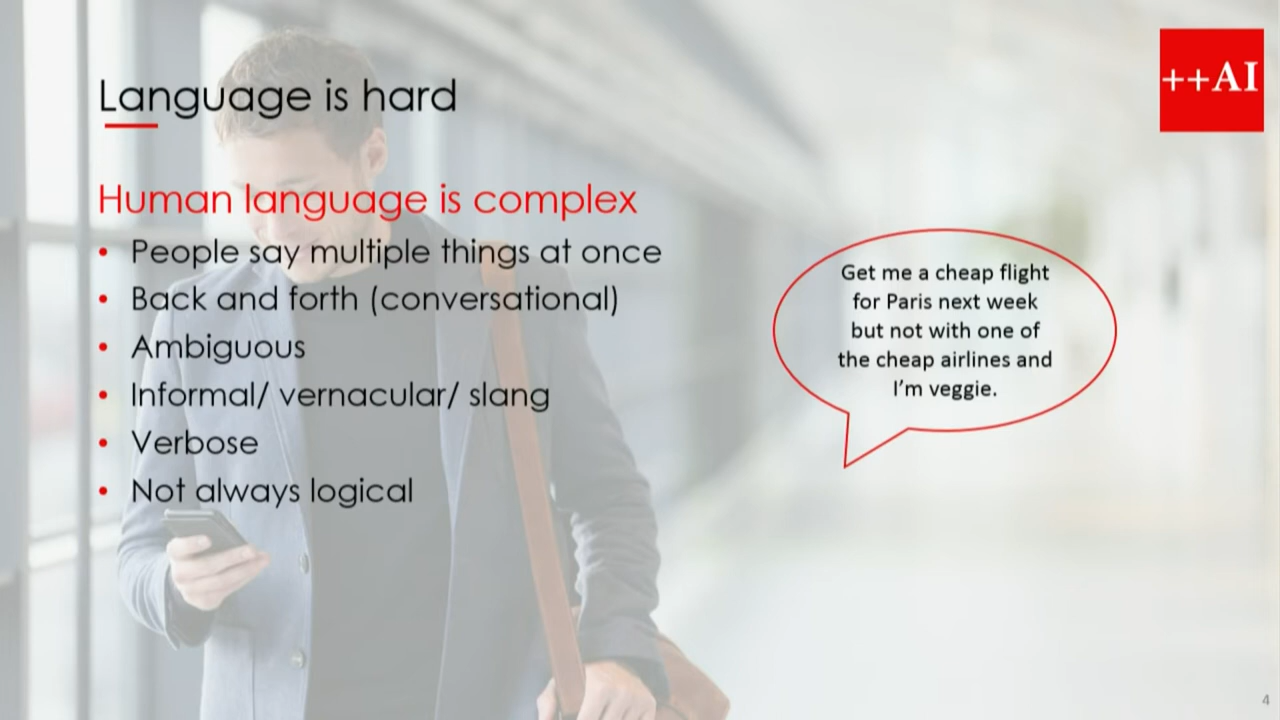 Language is hard
++AI
Human language is complex
• People say multiple things at once
• Back and forth (conversational)
• Ambiguous
• Informal/ vernacular/ slang
• Verbose
• Not always logical
Get me a cheap flight
for Paris next week
but not with one of
the cheap airlines and
I'm veggie.
4